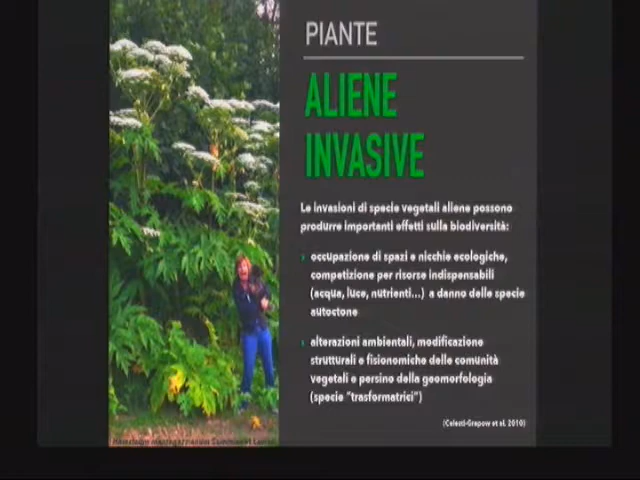 PIANTE
ALIENE
INVASIVE
Le invasioni di specie vegetali aliene possono
produrre importanti effetti sulla biodiversità:
occupazione di spazi e nicchie ecologiche,
competizione per risorse indispensabili
(acqua, luce, nutrienti...) a danno delle specie
autoctone
alterazioni ambientali, modificazione
strutturali e fisionomiche delle comunità
vegetali e persino della geomorfologia
(specie "trasformatrici")
(Celesti-Grapow et al. 2010)